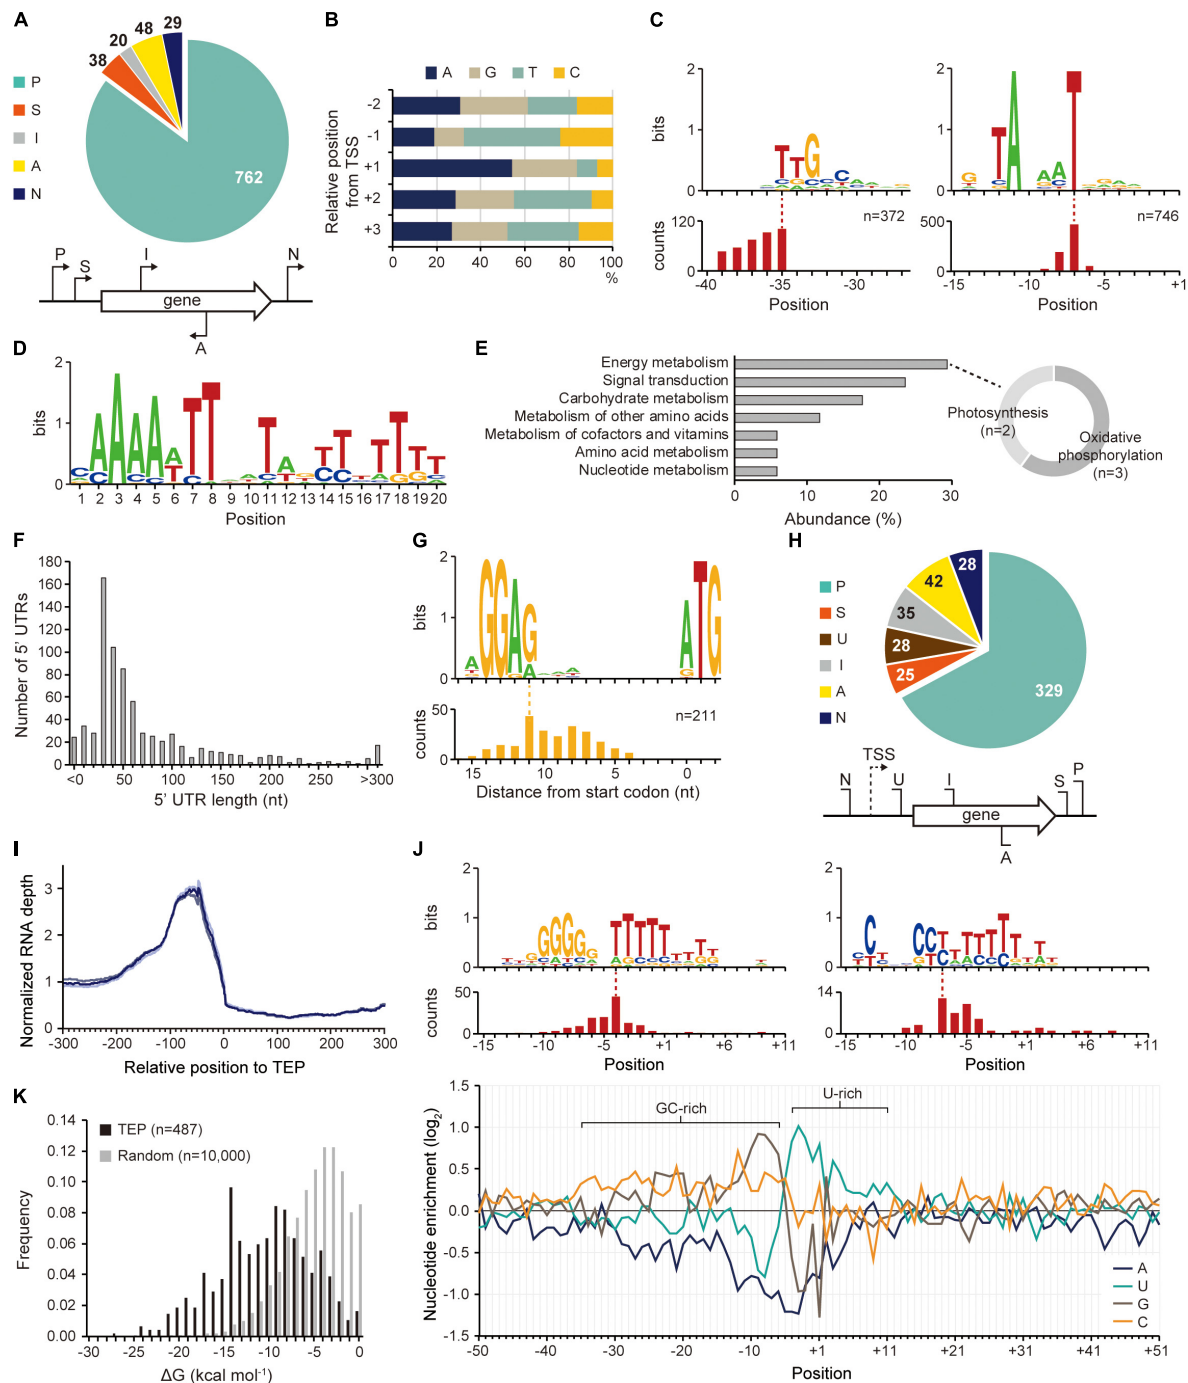 A
38
20
48
29
P
S
I
A
N
762
P
S
I
N
gene
A
B
A G T C
Relative position
from TSS
-2
-1
+1
+2
+3
0 20 40 60 80 100
%
C
bits
2
1
0
n=372
counts
120
0
-40 -35 -30
Position
2
1
0
n=746
500
0
-15 -10 -5 +1
Position
D
bits
2
1
0
1 2 3 4 5 6 7 8 9 10 11 12 13 14 15 16 17 18 19 20
Position
E
Energy metabolism
Signal transduction
Carbohydrate metabolism
Metabolism of other amino acids
Metabolism of cofactors and vitamins
Amino acid metabolism
Nucleotide metabolism
0 10 20 30
Abundance (%)
Photosynthesis
(n=2)
Oxidative
phosphorylation
(n=3)
F
Number of 5' UTRs
180
160
140
120
100
80
60
40
20
0
<0 50 100 150 200 250 >300
5' UTR length (nt)
G
bits
2
1
0
counts
50
0
n=211
15 10 5 0
Distance from start codon (nt)
H
P
S
U
I
A
N
28
42
35
28
25
329
TSS
N U I S P
gene
A
I
Normalized RNA depth
3
2
1
0
-300 -200 -100 0 100 200 300
Relative position to TEP
J
bits
2
1
0
counts
50
0
-15 -10 -5 +1 +6 +11
Position
2
1
0
14
0
-15 -10 -5 +1 +6 +11
Position
K
Frequency
0.14
0.12
0.10
0.08
0.06
0.04
0.02
0.00
TEP (n=487)
Random (n=10,000)
-30 -25 -20 -15 -10 -5 0
ΔG (kcal mol⁻¹)
Nucleotide enrichment (log₂)
1.5
1.0
0.5
0.0
-0.5
-1.0
-1.5
GC-rich
U-rich
A
U
G
C
-50 -40 -30 -20 -10 +1 +11 +21 +31 +41 +51
Position